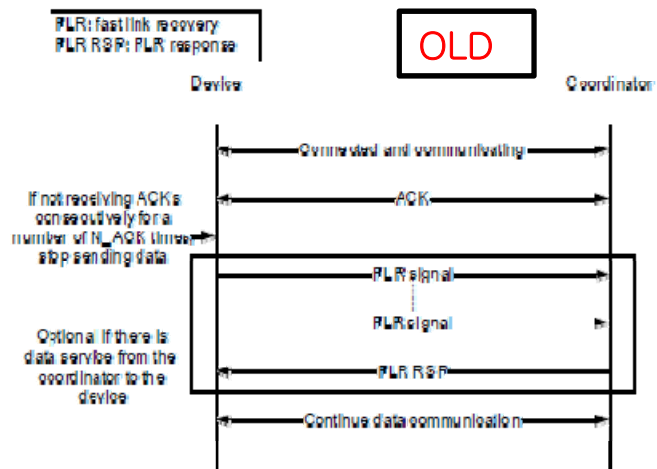 FLR: fast link recovery
FLR RSP: FLR response
OLD
Device
Coordinator
Connected and communicating
If not receiving ACKs
consecutively for a
number of N_ACK times,
stop sending data
ACK
FLR signal
FLR signal
Optional if there is
data service from the
coordinator to the
device
FLR RSP
Continue data communication